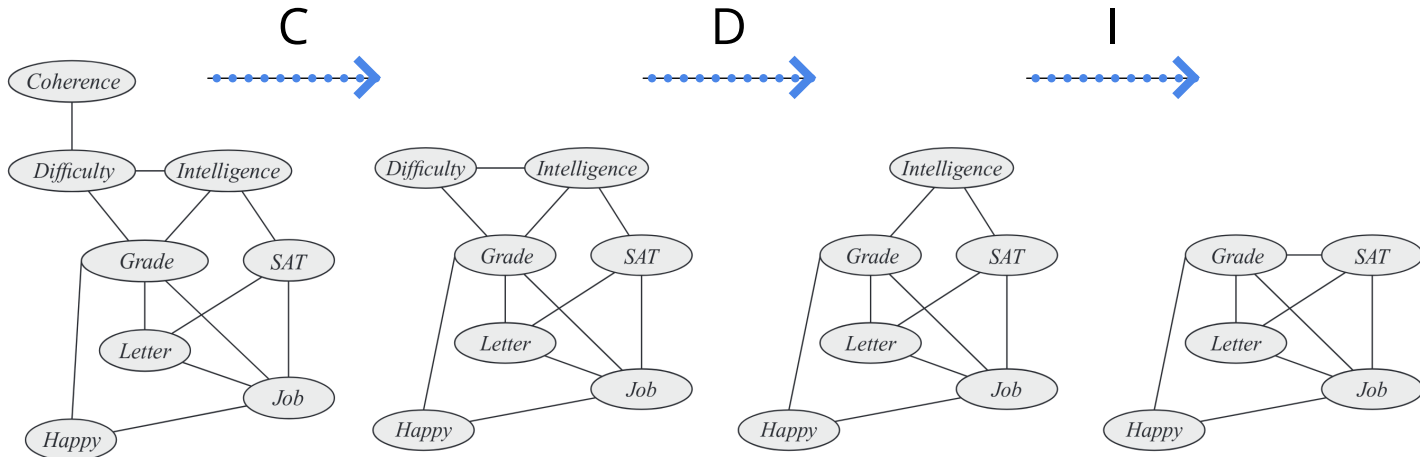 C
D
I
Coherence
Difficulty
Intelligence
Grade
SAT
Letter
Job
Happy
Difficulty
Intelligence
Grade
SAT
Letter
Job
Happy
Intelligence
Grade
SAT
Letter
Job
Happy
Grade
SAT
Letter
Job
Happy